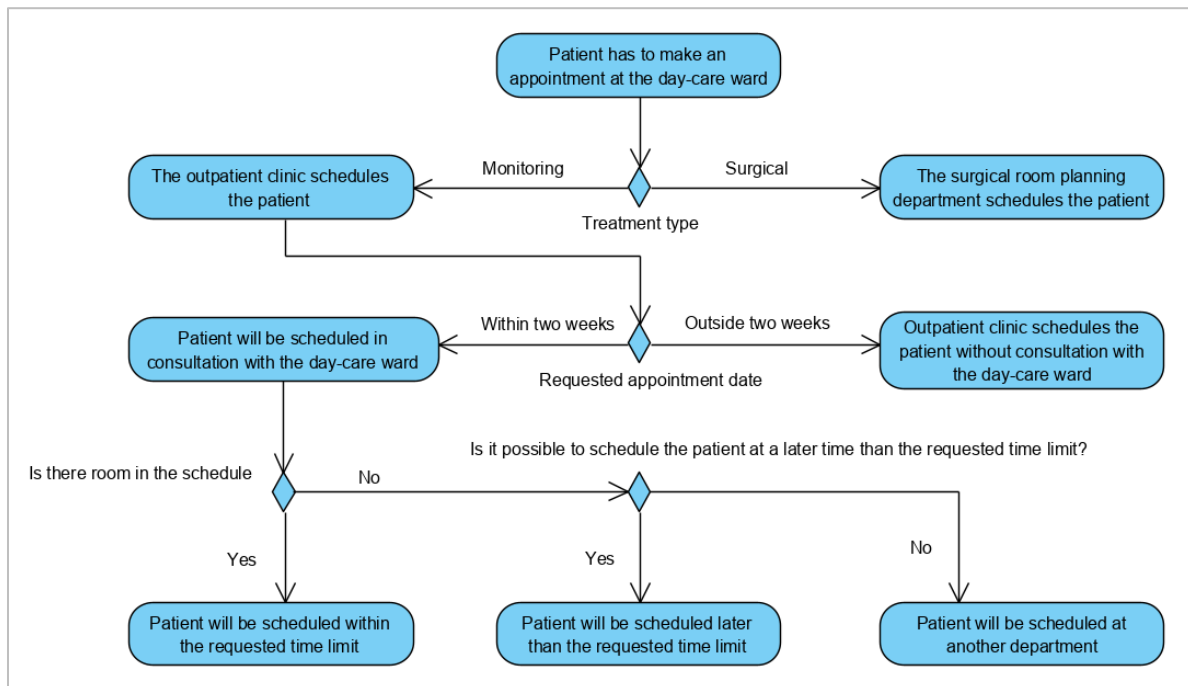 Patient has to make an
appointment at the day-care ward
Monitoring
Surgical
The outpatient clinic schedules
the patient
The surgical room planning
department schedules the patient
Treatment type
Within two weeks
Outside two weeks
Patient will be scheduled in
consultation with the day-care ward
Outpatient clinic schedules the
patient without consultation with
the day-care ward
Requested appointment date
Is it possible to schedule the patient at a later time than the requested time limit?
Is there room in the schedule
No
Yes
Yes
No
Patient will be scheduled within
the requested time limit
Patient will be scheduled later
than the requested time limit
Patient will be scheduled at
another department